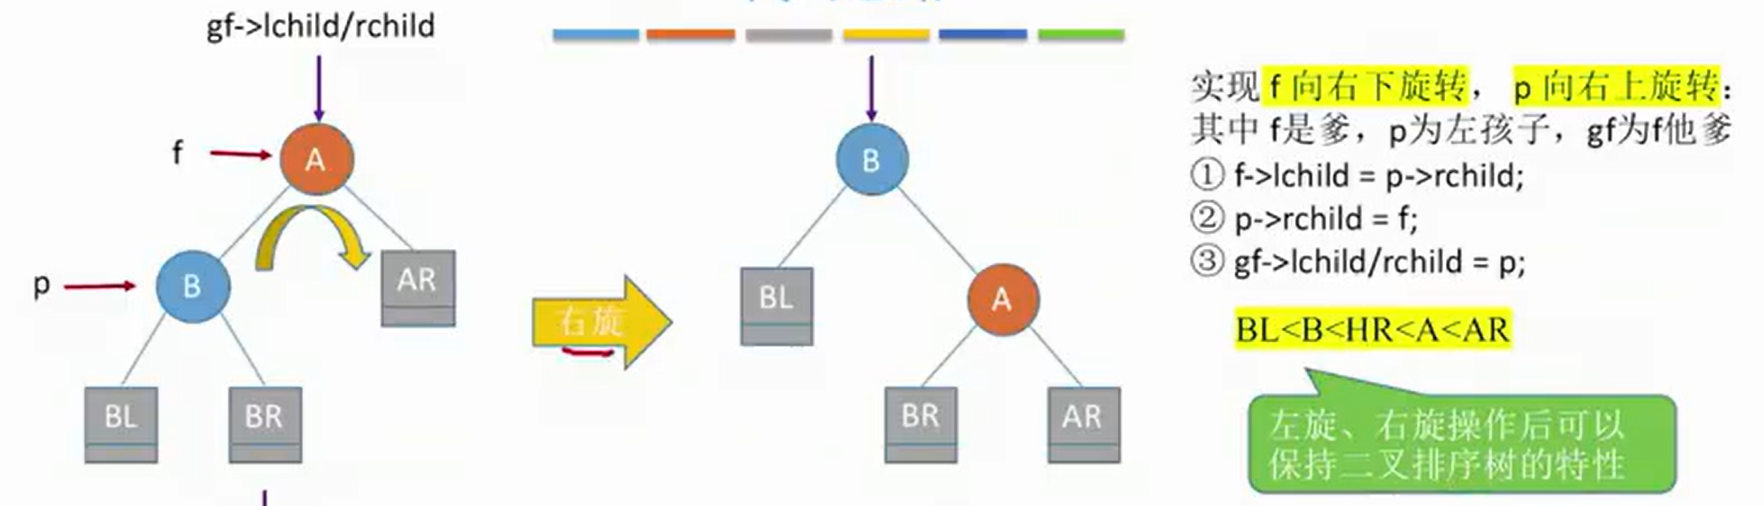 gf->lchild/rchild
f
A
p
B
AR
BL
BR
右旋
B
BL
A
BR
AR
实现 f 向右下旋转，p 向右上旋转：
其中 f是爹，p为左孩子，gf为f他爹
① f->lchild = p->rchild;
② p->rchild = f;
③ gf->lchild/rchild = p;
BL<B<HR<A<AR
左旋、右旋操作后可以
保持二叉排序树的特性